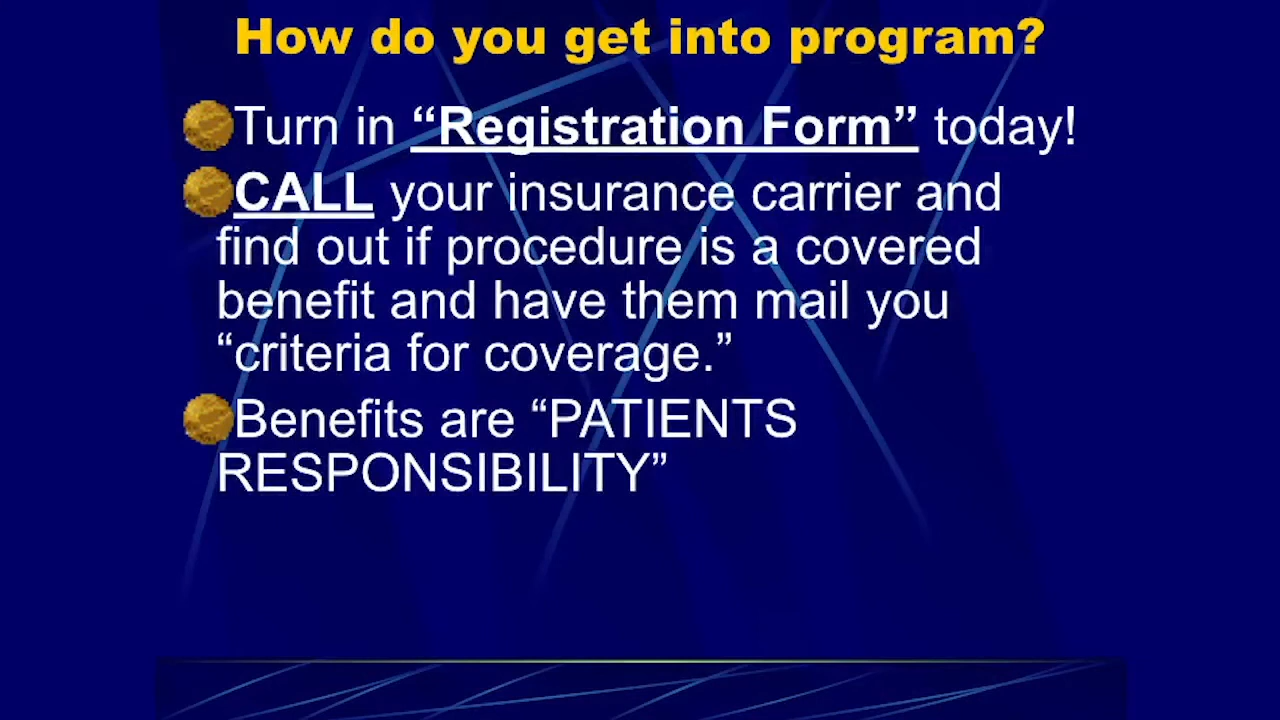 How do you get into program?
Turn in “Registration Form” today!
CALL your insurance carrier and
find out if procedure is a covered
benefit and have them mail you
“criteria for coverage.”
Benefits are “PATIENTS
RESPONSIBILITY”